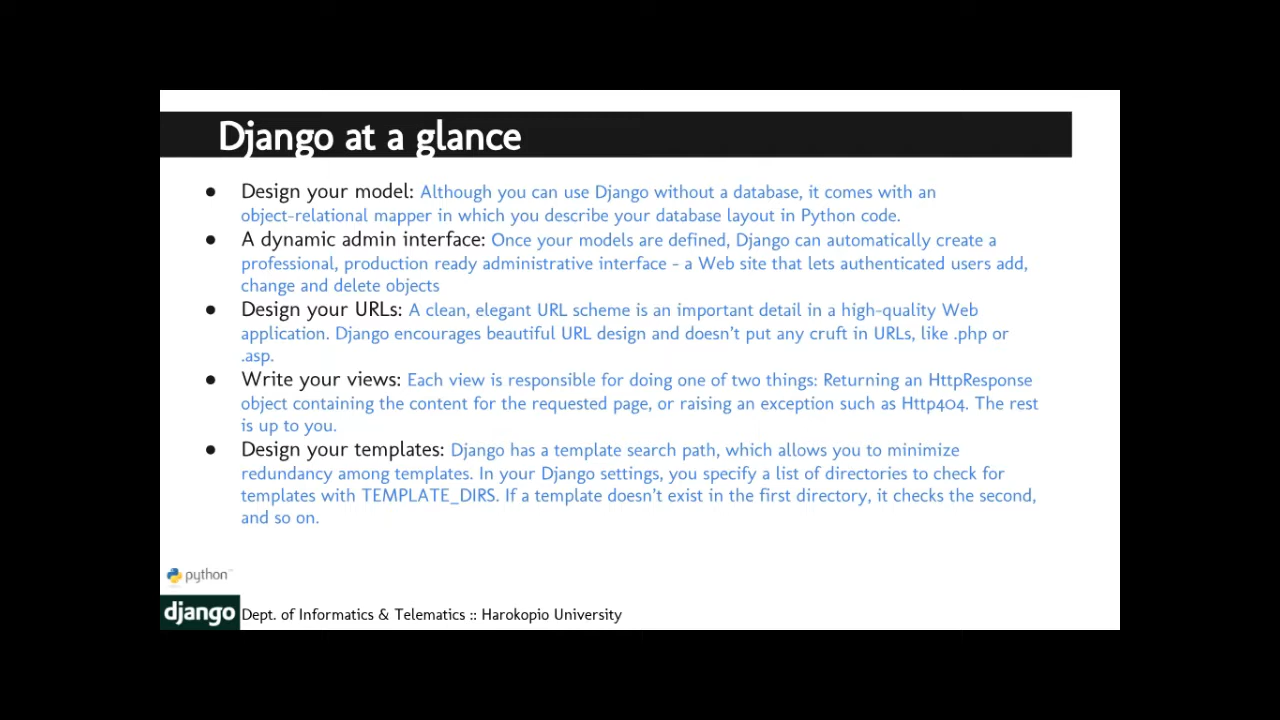 Django at a glance
● Design your model: Although you can use Django without a database, it comes with an
object-relational mapper in which you describe your database layout in Python code.
● A dynamic admin interface: Once your models are defined, Django can automatically create a
professional, production ready administrative interface - a Web site that lets authenticated users add,
change and delete objects
● Design your URLs: A clean, elegant URL scheme is an important detail in a high-quality Web
application. Django encourages beautiful URL design and doesn't put any cruft in URLs, like .php or
.asp.
● Write your views: Each view is responsible for doing one of two things: Returning an HttpResponse
object containing the content for the requested page, or raising an exception such as Http404. The rest
is up to you.
● Design your templates: Django has a template search path, which allows you to minimize
redundancy among templates. In your Django settings, you specify a list of directories to check for
templates with TEMPLATE_DIRS. If a template doesn't exist in the first directory, it checks the second,
and so on.
python™
django Dept. of Informatics & Telematics :: Harokopio University